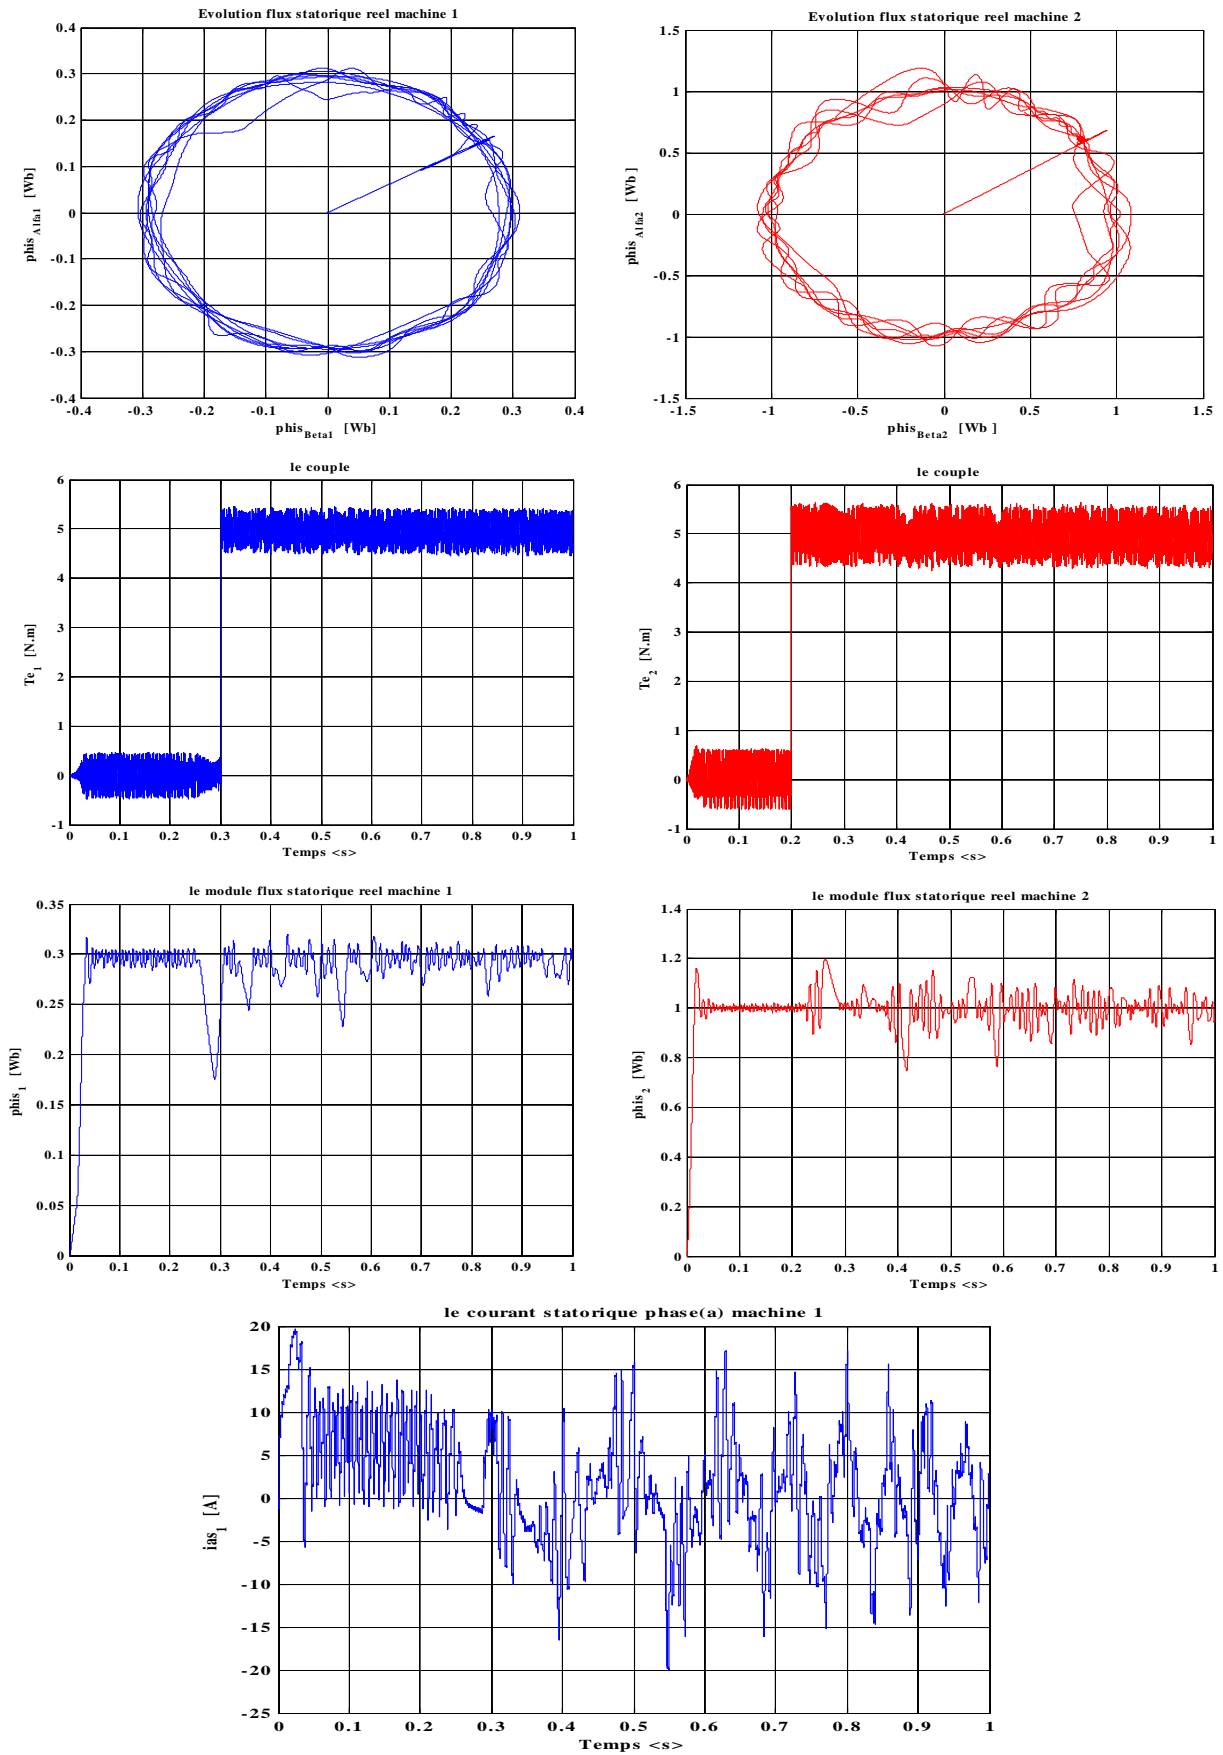 Evolution flux statorique reel machine 1
0.4
0.3
0.2
0.1
0
-0.1
-0.2
-0.3
-0.4
-0.4 -0.3 -0.2 -0.1 0 0.1 0.2 0.3 0.4
phis Alfa1 [Wb]
phis Beta1 [Wb]
Evolution flux statorique reel machine 2
1.5
1
0.5
0
-0.5
-1
-1.5
-1.5 -1 -0.5 0 0.5 1 1.5
phis Alfa2 [Wb ]
phis Beta2 [Wb ]
le couple
6
5
4
3
2
1
0
-1
0 0.1 0.2 0.3 0.4 0.5 0.6 0.7 0.8 0.9 1
Te1 [N.m]
Temps <s>
le couple
6
5
4
3
2
1
0
-1
0 0.1 0.2 0.3 0.4 0.5 0.6 0.7 0.8 0.9 1
Te2 [N.m]
Temps <s>
le module flux statorique reel machine 1
0.35
0.3
0.25
0.2
0.15
0.1
0.05
0
0 0.1 0.2 0.3 0.4 0.5 0.6 0.7 0.8 0.9 1
phis1 [Wb]
Temps <s>
le module flux statorique reel machine 2
1.4
1.2
1
0.8
0.6
0.4
0.2
0
0 0.1 0.2 0.3 0.4 0.5 0.6 0.7 0.8 0.9 1
phis2 [Wb]
Temps <s>
le courant statorique phase(a) machine 1
20
15
10
5
0
-5
-10
-15
-20
-25
0 0.1 0.2 0.3 0.4 0.5 0.6 0.7 0.8 0.9 1
ias1 [A]
Temps <s>